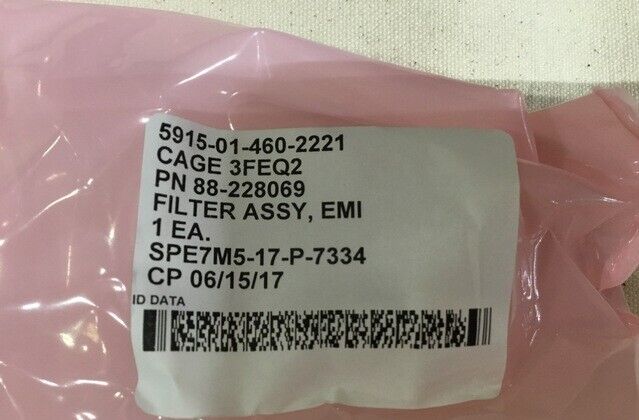 5915-01-460-2221
CAGE 3FEQ2
PN 88-228069
FILTER ASSY, EMI
1 EA.
SPE7M5-17-P-7334
CP 06/15/17
ID DATA